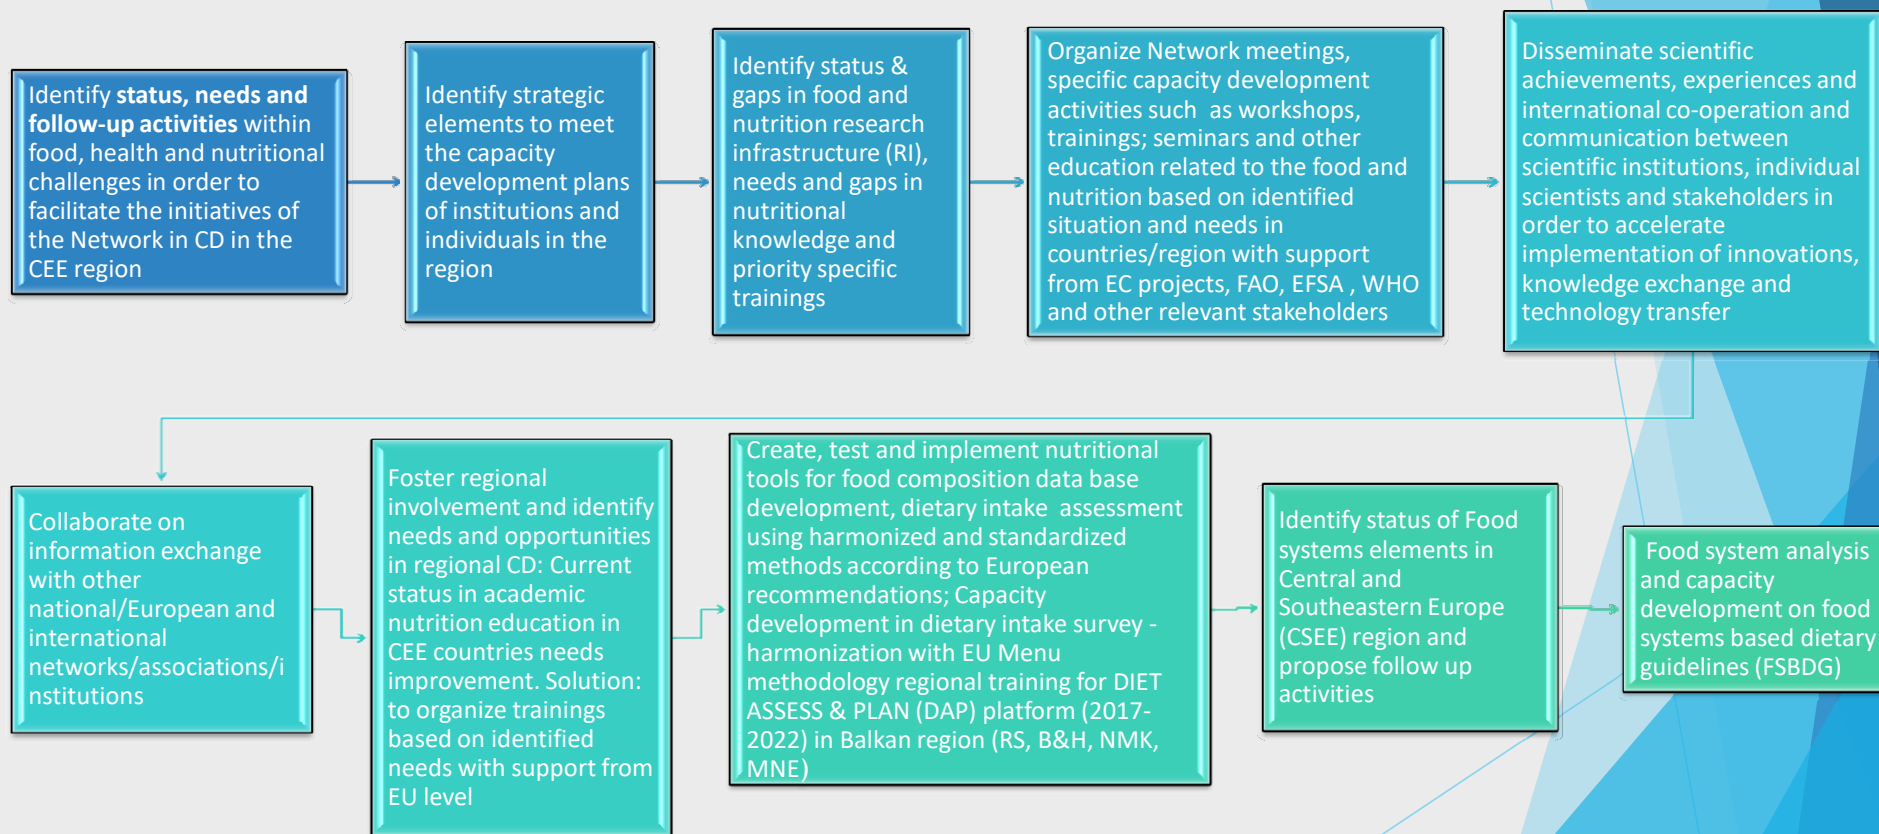 Identify status, needs and
follow-up activities within
food, health and nutritional
challenges in order to
facilitate the initiatives of
the Network in CD in the
CEE region
Identify strategic
elements to meet
the capacity
development plans
of institutions and
individuals in the
region
Identify status &
gaps in food and
nutrition research
infrastructure (RI),
needs and gaps in
nutritional
knowledge and
priority specific
trainings
Organize Network meetings,
specific capacity development
activities such as workshops,
trainings; seminars and other
education related to the food and
nutrition based on identified
situation and needs in
countries/region with support
from EC projects, FAO, EFSA , WHO
and other relevant stakeholders
Disseminate scientific
achievements, experiences and
international co-operation and
communication between
scientific institutions, individual
scientists and stakeholders in
order to accelerate
implementation of innovations,
knowledge exchange and
technology transfer
Collaborate on
information exchange
with other
national/European and
international
networks/associations/i
nstitutions
Foster regional
involvement and identify
needs and opportunities
in regional CD: Current
status in academic
nutrition education in
CEE countries needs
improvement. Solution:
to organize trainings
based on identified
needs with support from
EU level
Create, test and implement nutritional
tools for food composition data base
development, dietary intake assessment
using harmonized and standardized
methods according to European
recommendations; Capacity
development in dietary intake survey -
harmonization with EU Menu
methodology regional training for DIET
ASSESS & PLAN (DAP) platform (2017-
2022) in Balkan region (RS, B&H, NMK,
MNE)
Identify status of Food
systems elements in
Central and
Southeastern Europe
(CSEE) region and
propose follow up
activities
Food system analysis
and capacity
development on food
systems based dietary
guidelines (FSBDG)